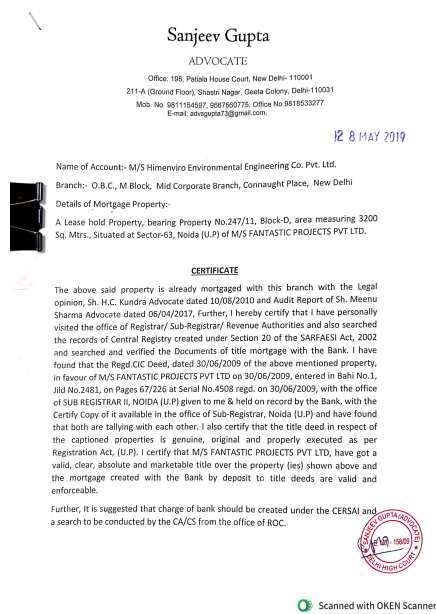 Sanjeev Gupta
ADVOCATE
Office: 198, Patiala House Court, New Delhi- 110001
211-A (Ground Floor), Shastri Nagar, Geeta Colony, Delhi-110031
Mob. No. 9811154597, 9667560775, Office No.9818533277
E-mail: advsgupta73@gmail.com,
28 MAY 2019
Name of Account:- M/S Himenviro Environmental Engineering Co. Pvt. Ltd.
Branch:- O.B.C., M Block, Mid Corporate Branch, Connaught Place, New Delhi
Details of Mortgage Property:-
A Lease hold Property, bearing Property No.247/11, Block-D, area measuring 3200
Sq. Mtrs., Situated at Sector-63, Noida (U.P) of M/S FANTASTIC PROJECTS PVT LTD.
CERTIFICATE
The above said property is already mortgaged with this branch with the Legal
opinion, Sh. H.C. Kundra Advocate dated 10/08/2010 and Audit Report of Sh. Meenu
Sharma Advocate dated 06/04/2017, Further, I hereby certify that I have personally
visited the office of Registrar/ Sub-Registrar/ Revenue Authorities and also searched
the records of Central Registry created under Section 20 of the SARFAESI Act, 2002
and searched and verified the Documents of title mortgage with the Bank. I have
found that the Regd.CIC Deed, dated 30/06/2009 of the above mentioned property,
in favour of M/S FANTASTIC PROJECTS PVT LTD on 30/06/2009, entered in Bahi No.1,
Jild No.2481, on Pages 67/226 at Serial No.4508 regd. on 30/06/2009, with the office
of SUB REGISTRAR II, NOIDA (U.P) given to me & held on record by the Bank, with the
Certify Copy of it available in the office of Sub-Registrar, Noida (U.P) and have found
that both are tallying with each other. I also certify that the title deed in respect of
the captioned properties is genuine, original and properly executed as per
Registration Act, (U.P). I certify that M/S FANTASTIC PROJECTS PVT LTD, have got a
valid, clear, absolute and marketable title over the property (ies) shown above and
the mortgage created with the Bank by deposit to title deeds are valid and
enforceable.
Further, It is suggested that charge of bank should be created under the CERSAI and
a search to be conducted by the CA/CS from the office of ROC.
SANJEEV GUPTA (ADVOCATE)
158/09
DELHI HIGH COURT
Scanned with OKEN Scanner